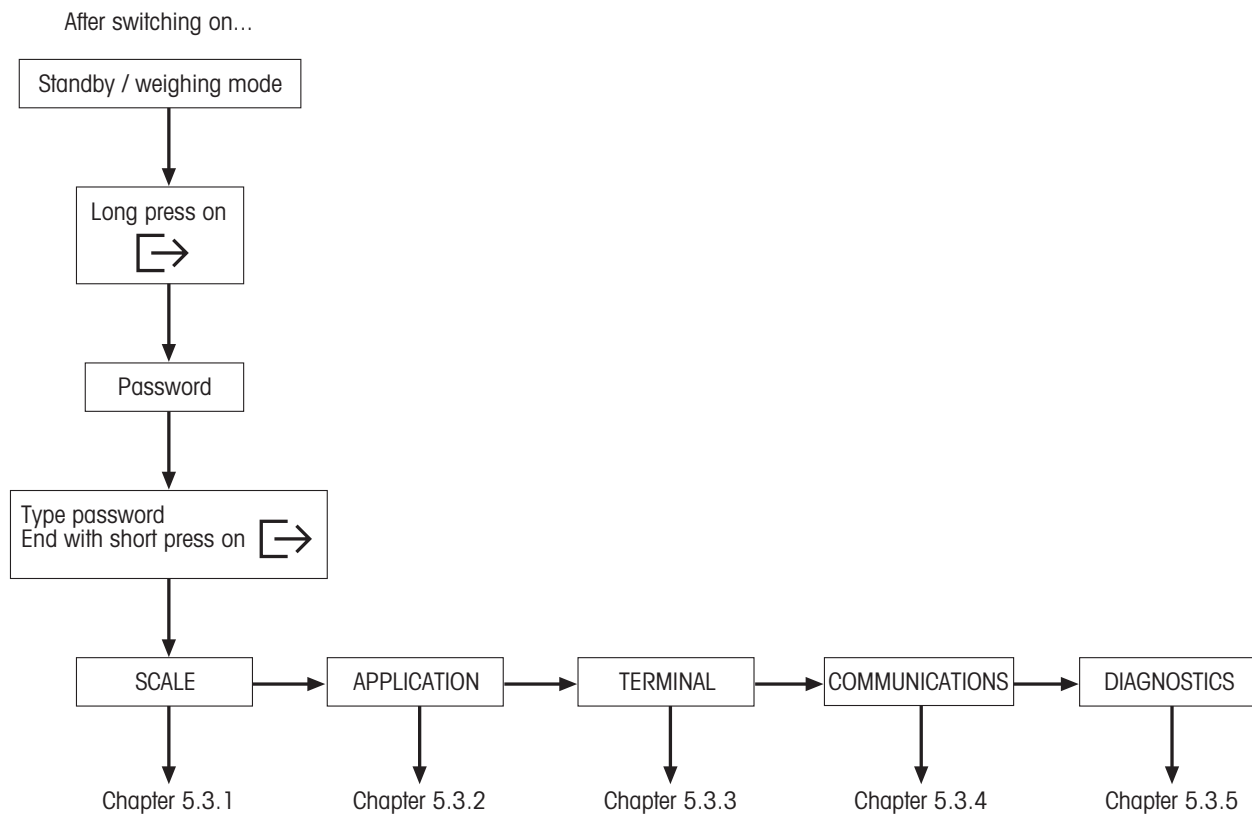 After switching on...
Standby / weighing mode
Long press on
Password
Type password
End with short press on
SCALE
APPLICATION
TERMINAL
COMMUNICATIONS
DIAGNOSTICS
Chapter 5.3.1
Chapter 5.3.2
Chapter 5.3.3
Chapter 5.3.4
Chapter 5.3.5